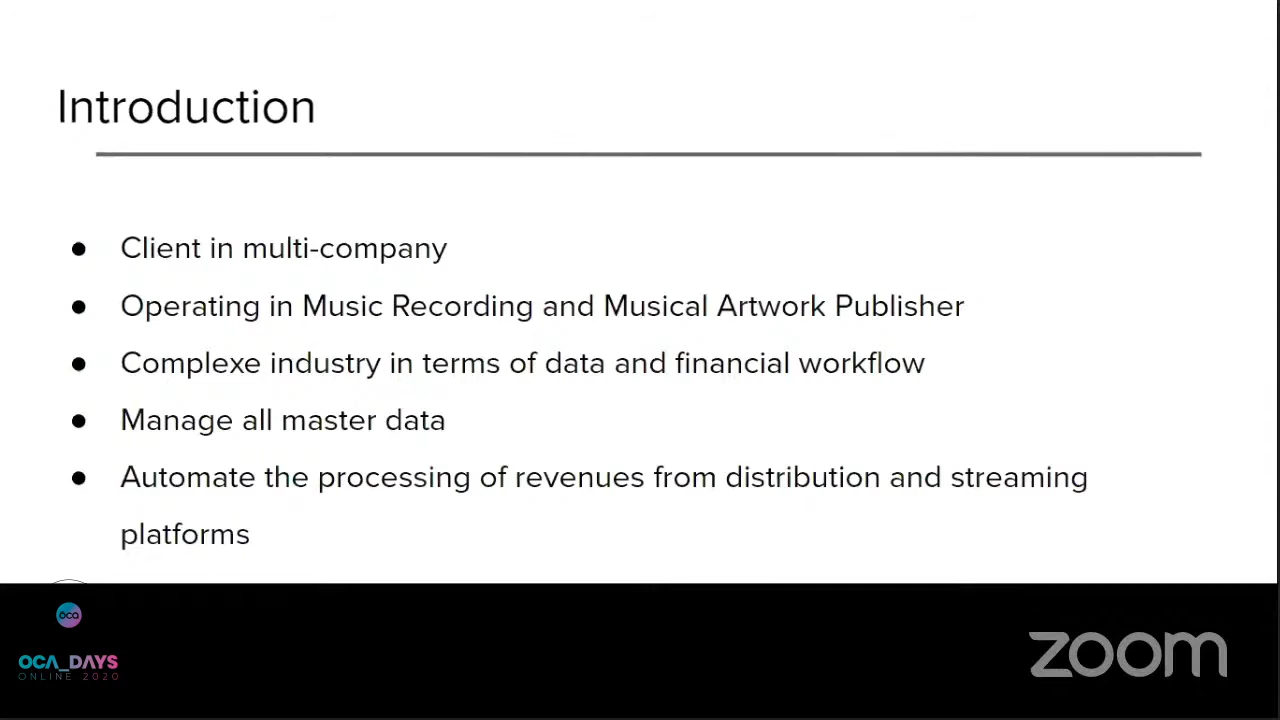 Introduction
● Client in multi-company
● Operating in Music Recording and Musical Artwork Publisher
● Complexe industry in terms of data and financial workflow
● Manage all master data
● Automate the processing of revenues from distribution and streaming
platforms
oca
OCA_DAYS
ONLINE 2020
zoom